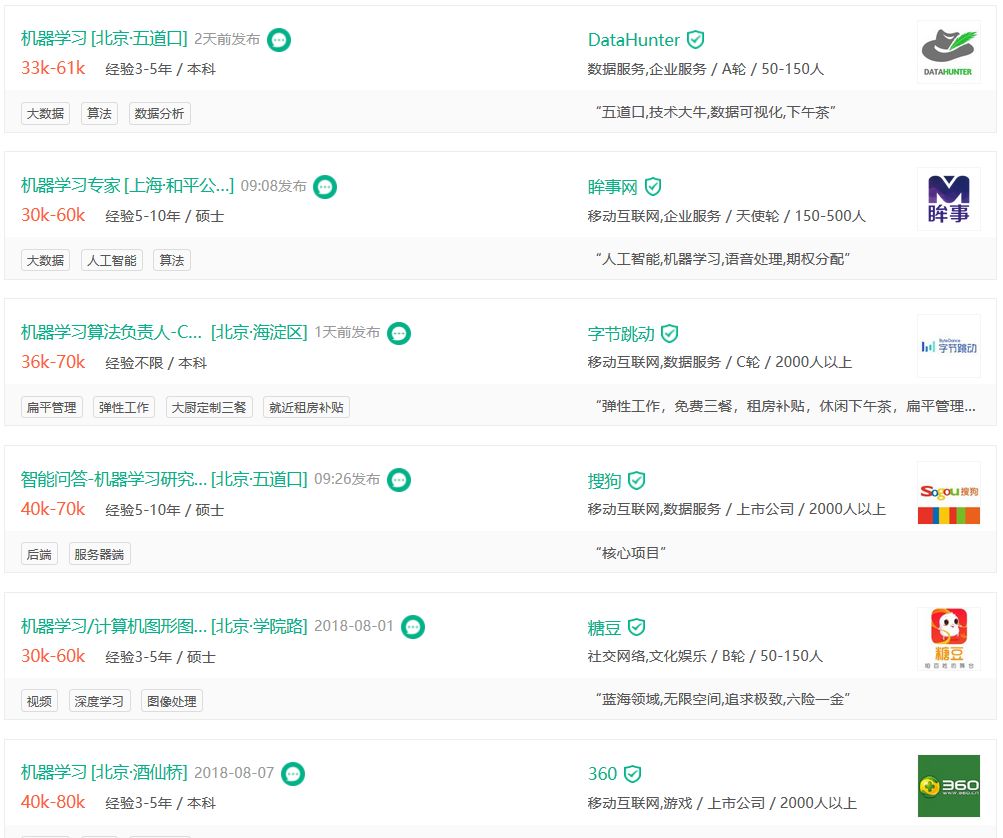 机器学习 [北京·五道口] 2天前发布
33k-61k 经验3-5年 / 本科
大数据 算法 数据分析
DataHunter
数据服务,企业服务 / A轮 / 50-150人
“五道口,技术大牛,数据可视化,下午茶”
DATAHUNTER
机器学习专家 [上海·和平公...] 09:08发布
30k-60k 经验5-10年 / 硕士
大数据 人工智能 算法
眸事网
移动互联网,企业服务 / 天使轮 / 150-500人
“人工智能,机器学习,语音处理,期权分配”
眸事
机器学习算法负责人-C... [北京·海淀区] 1天前发布
36k-70k 经验不限 / 本科
扁平管理 弹性工作 大厨定制三餐 就近租房补贴
字节跳动
移动互联网,数据服务 / C轮 / 2000人以上
“弹性工作，免费三餐，租房补贴，休闲下午茶，扁平管理...
ByteDance
字节跳动
智能问答-机器学习研究... [北京·五道口] 09:26发布
40k-70k 经验5-10年 / 硕士
后端 服务器端
搜狗
移动互联网,数据服务 / 上市公司 / 2000人以上
“核心项目”
Sogou搜狗
机器学习/计算机图形图... [北京·学院路] 2018-08-01
30k-60k 经验3-5年 / 硕士
视频 深度学习 图像处理
糖豆
社交网络,文化娱乐 / B轮 / 50-150人
“蓝海领域,无限空间,追求极致,六险一金”
糖豆
机器学习 [北京·酒仙桥] 2018-08-07
40k-80k 经验3-5年 / 本科
360
移动互联网,游戏 / 上市公司 / 2000人以上
360
www.360.cn